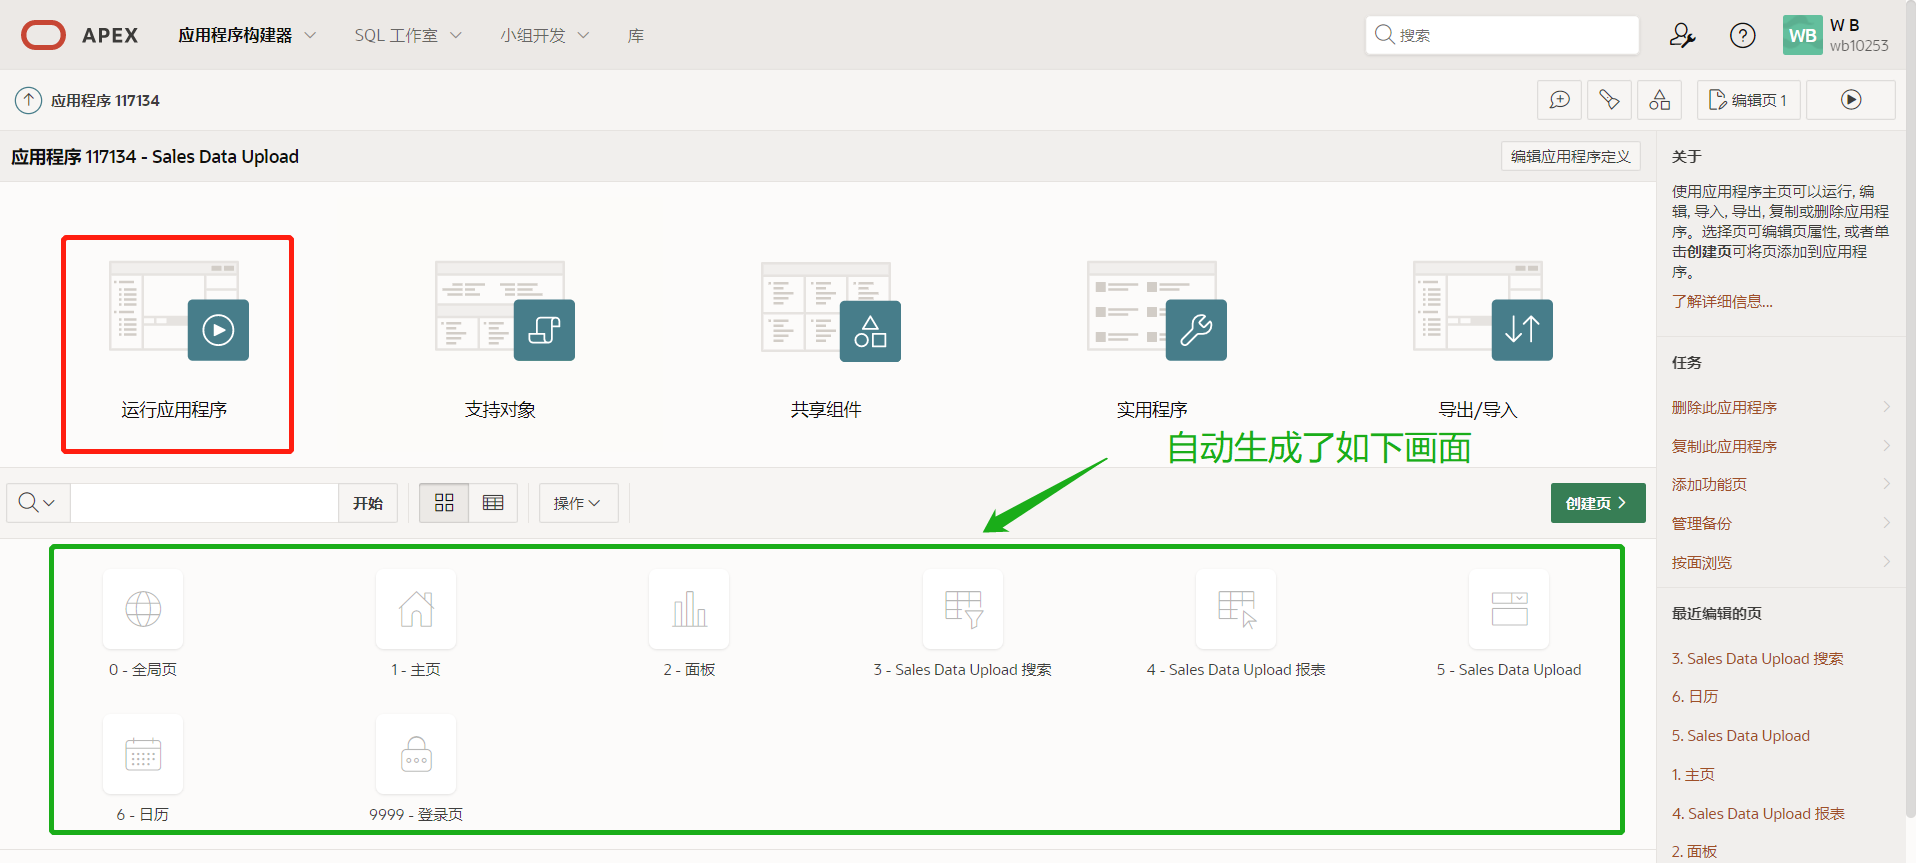 APEX
应用程序构建器
SQL 工作室
小组开发
库
搜索
WB
W B
wb10253
应用程序 117134
编辑页 1
应用程序 117134 - Sales Data Upload
编辑应用程序定义
运行应用程序
支持对象
共享组件
实用程序
导出/导入
自动生成了如下画面
开始
操作
创建页
0 - 全局页
1 - 主页
2 - 面板
3 - Sales Data Upload 搜索
4 - Sales Data Upload 报表
5 - Sales Data Upload
6 - 日历
9999 - 登录页
关于
使用应用程序主页可以运行, 编
辑, 导入, 导出, 复制或删除应用程
序。选择页可编辑页属性, 或者单
击创建页可将页添加到应用程
序。
了解详细信息...
任务
删除此应用程序
复制此应用程序
添加功能页
管理备份
按面浏览
最近编辑的页
3. Sales Data Upload 搜索
6. 日历
5. Sales Data Upload
1. 主页
4. Sales Data Upload 报表
2. 面板